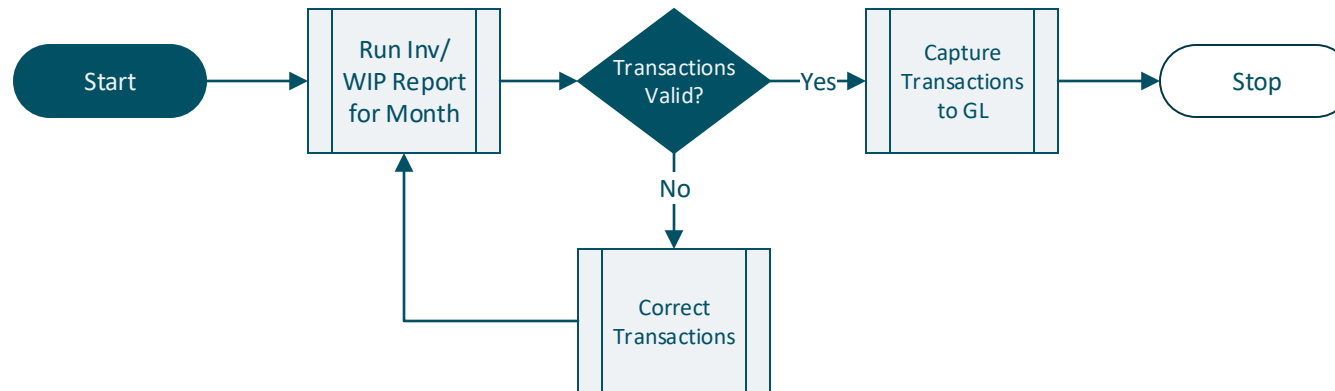 Start
Run Inv/
WIP Report
for Month
Transactions
Valid?
Yes
Capture
Transactions
to GL
Stop
No
Correct
Transactions